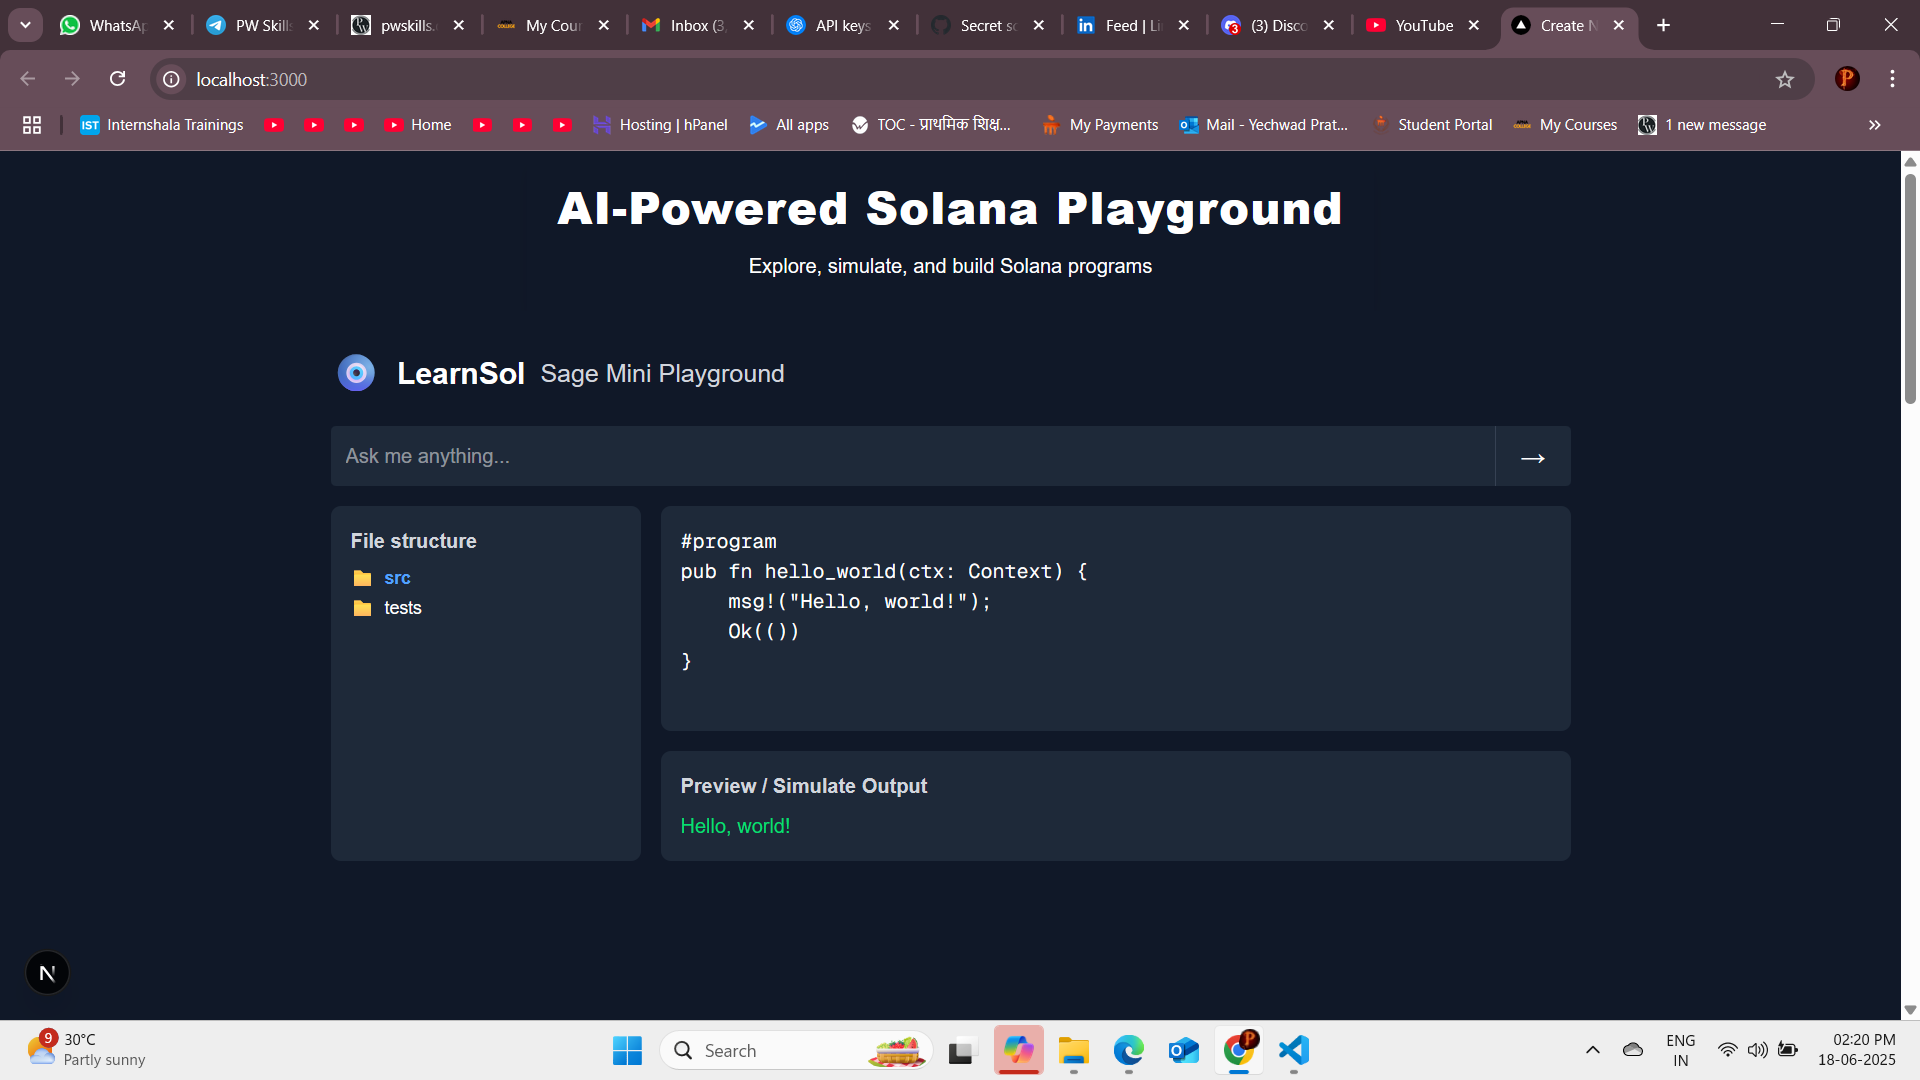 WhatsAp
PW Skills
pwskills.
My Cour
Inbox (3,
API keys
Secret sc
Feed | Li
(3) Disco
YouTube
Create N
localhost:3000
IST Internshala Trainings
Home
Hosting | hPanel
All apps
TOC - प्राथमिक शिक्ष...
My Payments
Mail - Yechwad Prat...
Student Portal
My Courses
1 new message
AI-Powered Solana Playground
Explore, simulate, and build Solana programs
LearnSol Sage Mini Playground
Ask me anything... →
File structure
src
tests
#program
pub fn hello_world(ctx: Context) {
msg!("Hello, world!");
Ok(())
}
Preview / Simulate Output
Hello, world!
N
9
30°C
Partly sunny
Search
ENG
IN
02:20 PM
18-06-2025